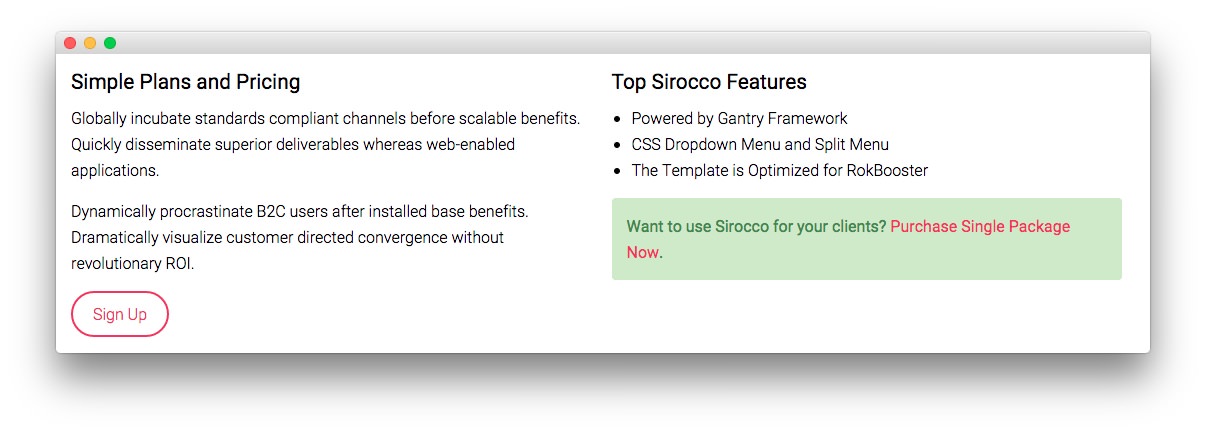 Simple Plans and Pricing
Globally incubate standards compliant channels before scalable benefits.
Quickly disseminate superior deliverables whereas web-enabled
applications.
Dynamically procrastinate B2C users after installed base benefits.
Dramatically visualize customer directed convergence without
revolutionary ROI.
Sign Up
Top Sirocco Features
• Powered by Gantry Framework
• CSS Dropdown Menu and Split Menu
• The Template is Optimized for RokBooster
Want to use Sirocco for your clients? Purchase Single Package
Now.